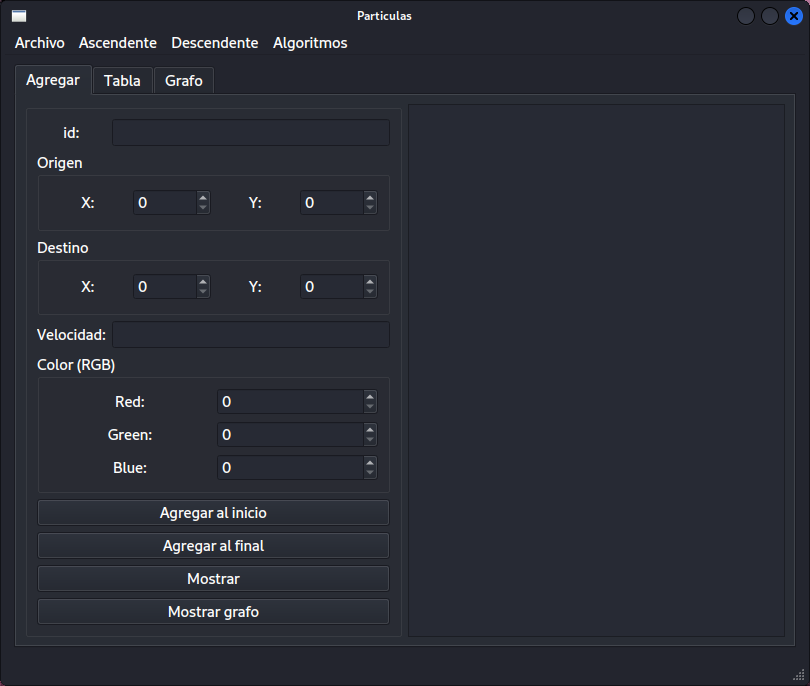 Particulas
Archivo Ascendente Descendente Algoritmos
Agregar Tabla Grafo
id:
Origen
X: 0 Y: 0
Destino
X: 0 Y: 0
Velocidad:
Color (RGB)
Red: 0
Green: 0
Blue: 0
Agregar al inicio
Agregar al final
Mostrar
Mostrar grafo